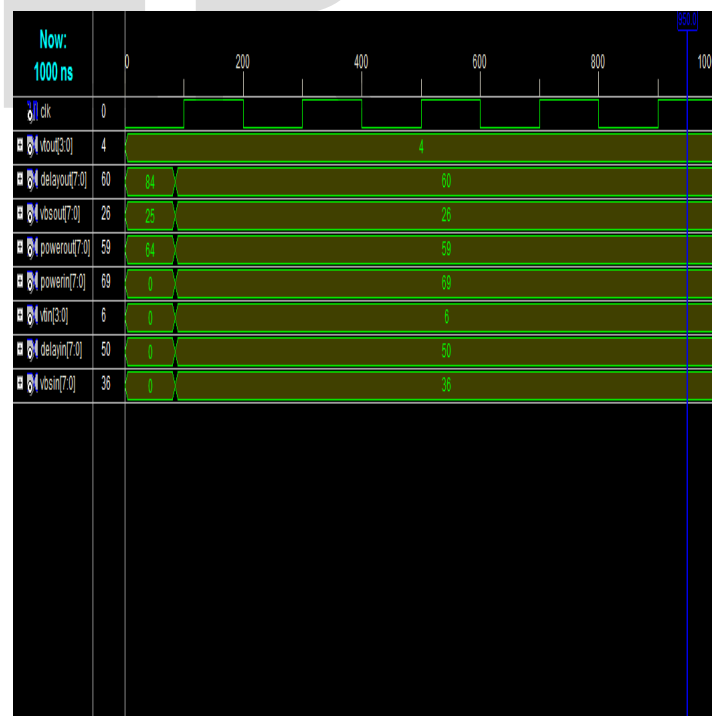 950.0
Now:
1000 ns
0 200 400 600 800 100
clk 0
vtout[3:0] 4 4
delayout[7:0] 60 84 60
vbsout[7:0] 26 25 26
powerout[7:0] 59 64 59
powerin[7:0] 69 0 69
vtin[3:0] 6 0 6
delayin[7:0] 50 0 50
vbsin[7:0] 36 0 36